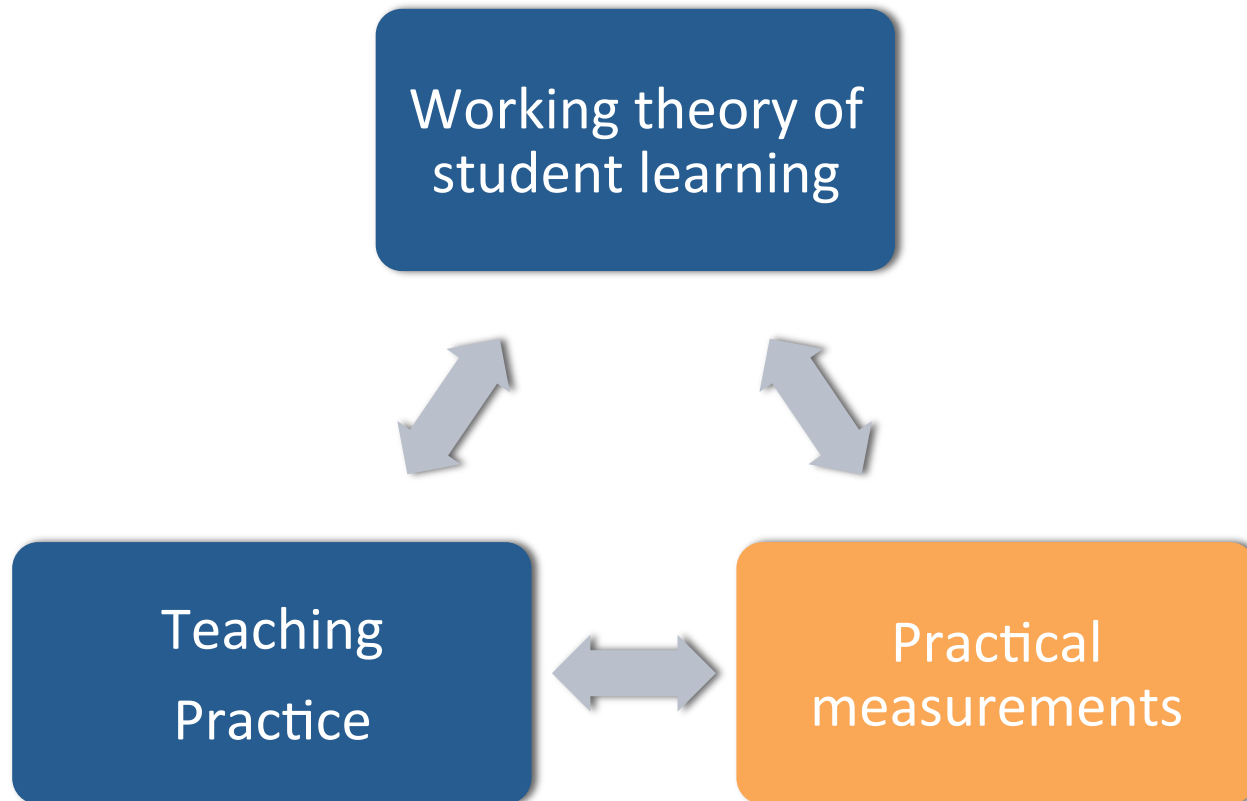 Working theory of
student learning
Teaching
Practice
Practical
measurements